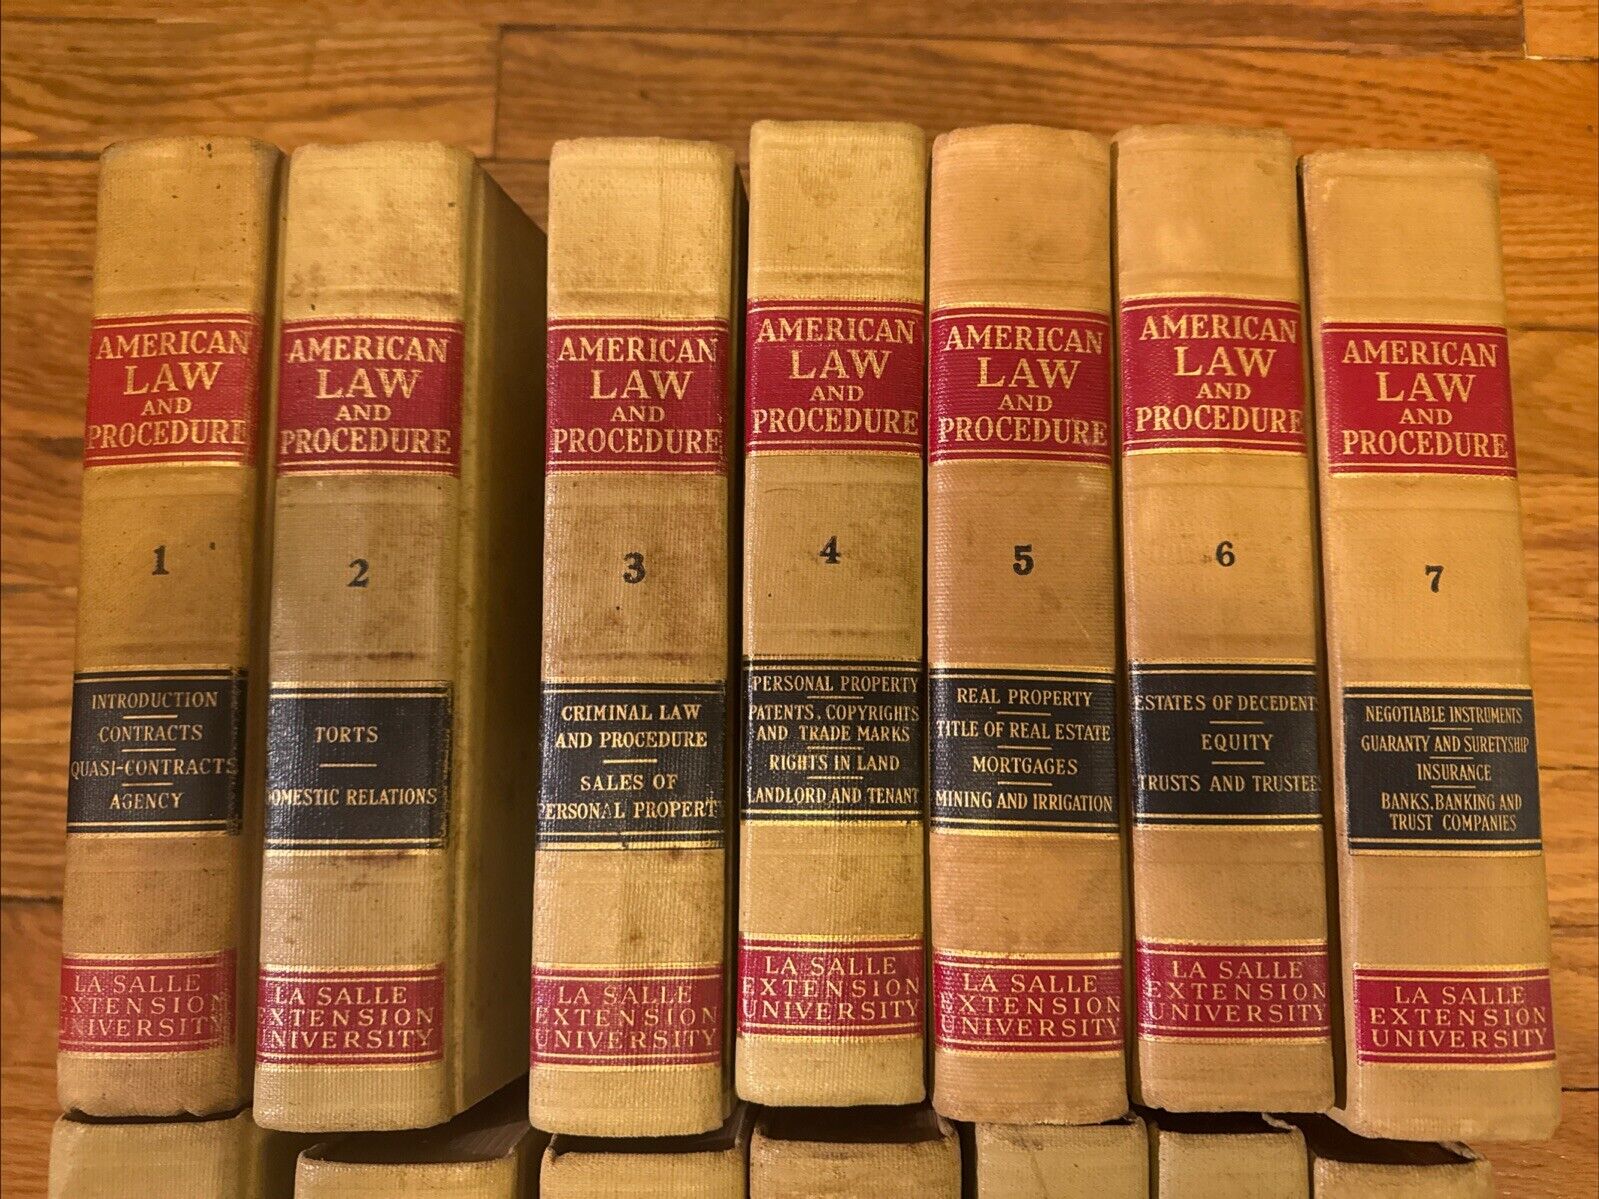 AMERICAN
LAW
AND
PROCEDURE
1
INTRODUCTION
CONTRACTS
QUASI-CONTRACTS
AGENCY
LA SALLE
EXTENSION
UNIVERSITY
AMERICAN
LAW
AND
PROCEDURE
2
TORTS
DOMESTIC RELATIONS
LA SALLE
EXTENSION
UNIVERSITY
AMERICAN
LAW
AND
PROCEDURE
3
CRIMINAL LAW
AND PROCEDURE
SALES OF
PERSONAL PROPERTY
LA SALLE
EXTENSION
UNIVERSITY
AMERICAN
LAW
AND
PROCEDURE
4
PERSONAL PROPERTY
PATENTS, COPYRIGHTS
AND TRADE MARKS
RIGHTS IN LAND
LANDLORD AND TENANT
LA SALLE
EXTENSION
UNIVERSITY
AMERICAN
LAW
AND
PROCEDURE
5
REAL PROPERTY
TITLE OF REAL ESTATE
MORTGAGES
MINING AND IRRIGATION
LA SALLE
EXTENSION
UNIVERSITY
AMERICAN
LAW
AND
PROCEDURE
6
ESTATES OF DECEDENTS
EQUITY
TRUSTS AND TRUSTEES
LA SALLE
EXTENSION
UNIVERSITY
AMERICAN
LAW
AND
PROCEDURE
7
NEGOTIABLE INSTRUMENTS
GUARANTY AND SURETYSHIP
INSURANCE
BANKS, BANKING AND
TRUST COMPANIES
LA SALLE
EXTENSION
UNIVERSITY